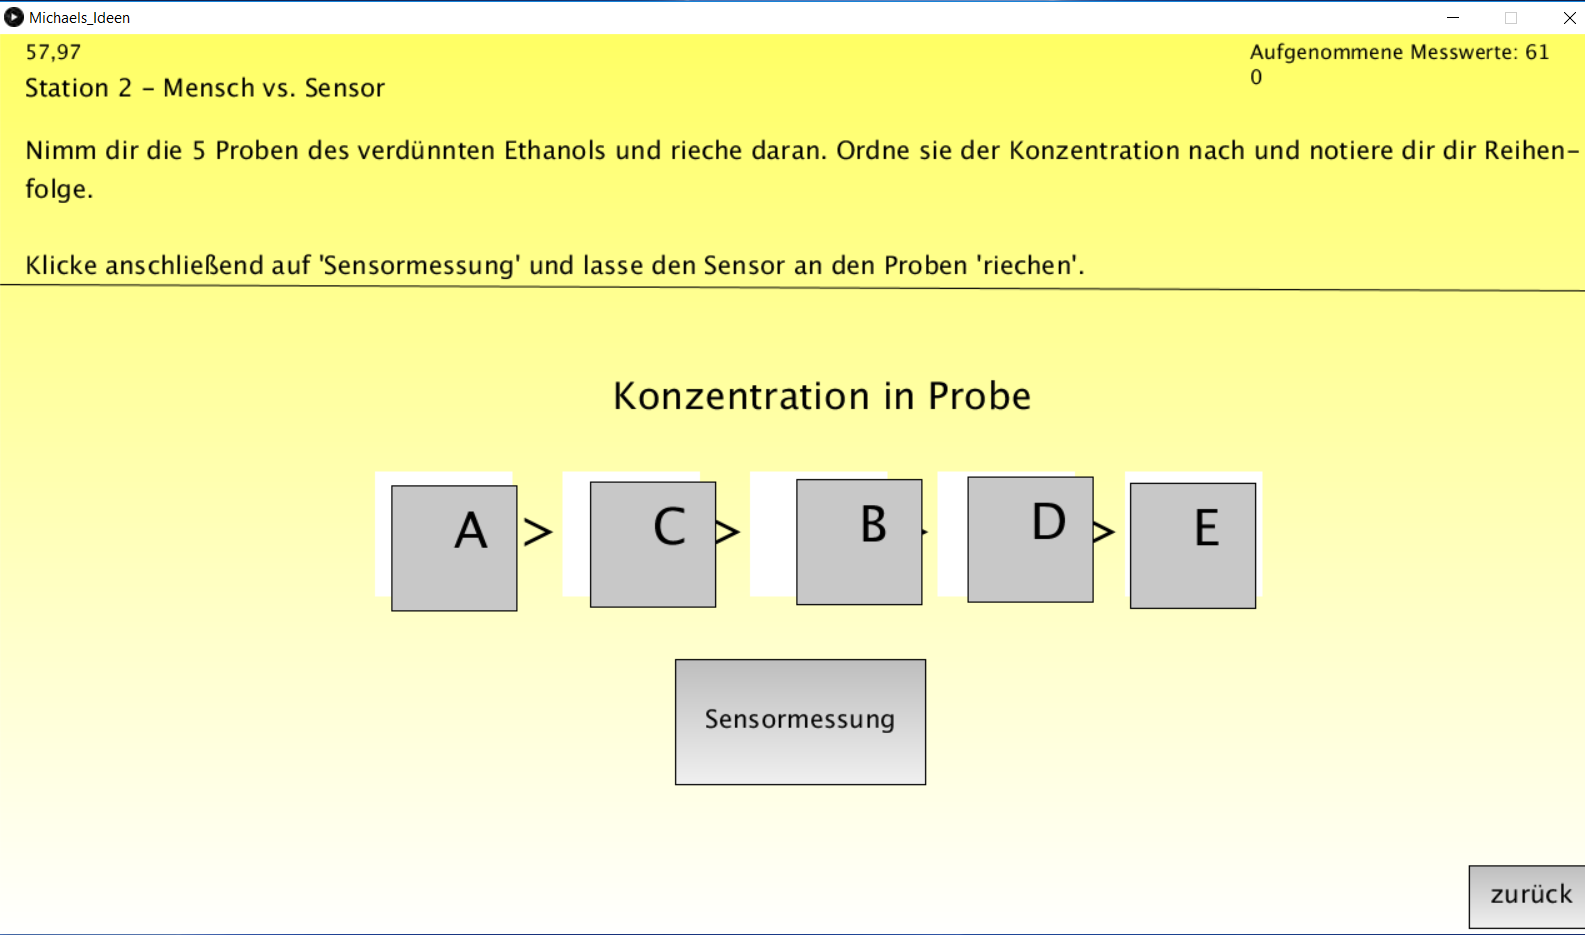 Michaels_Ideen
57,97
Aufgenommene Messwerte: 61
0
Station 2 – Mensch vs. Sensor
Nimm dir die 5 Proben des verdünnten Ethanols und rieche daran. Ordne sie der Konzentration nach und notiere dir dir Reihen-
folge.
Klicke anschließend auf 'Sensormessung' und lasse den Sensor an den Proben 'riechen'.
Konzentration in Probe
A > C > B > D > E
Sensormessung
zurück